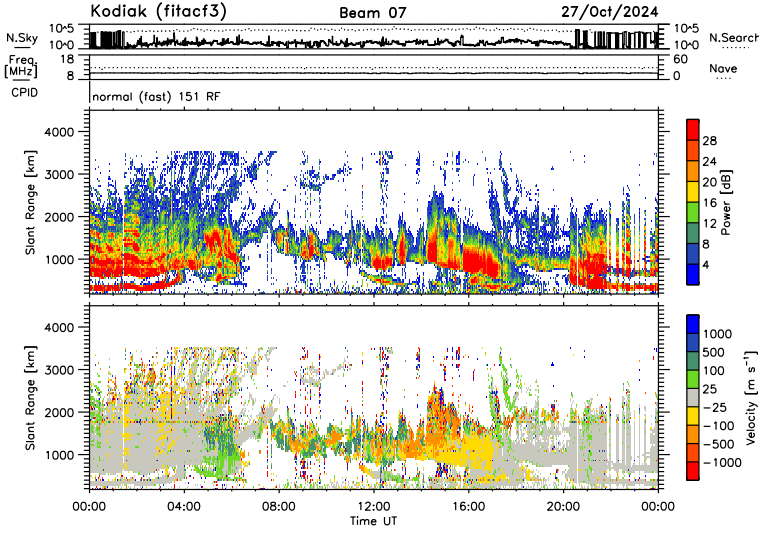 Kodiak (fitacf3) Beam 07 27/Oct/2024
N.Sky 10^5 10^0 10^5 10^0 N.Search
Freq. [MHz] 18 8 60 0 Nave
CPID normal (fast) 151 RF
Slant Range [km] 4000 3000 2000 1000
28 24 20 16 12 8 4 Power [dB]
Slant Range [km] 4000 3000 2000 1000
1000 500 100 25 −25 −100 −500 −1000 Velocity [m s⁻¹]
00:00 04:00 08:00 12:00 16:00 20:00 00:00
Time UT